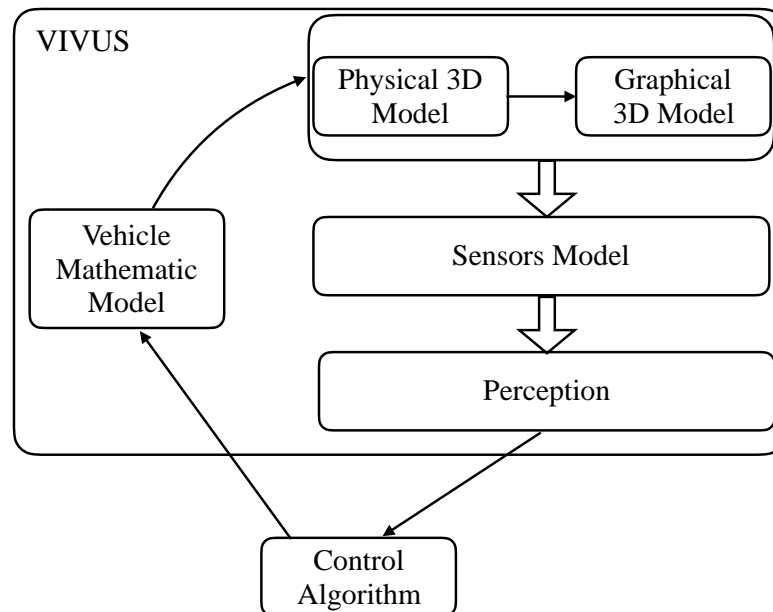 VIVUS
Physical 3D
Model
Graphical
3D Model
Vehicle
Mathematic
Model
Sensors Model
Perception
Control
Algorithm